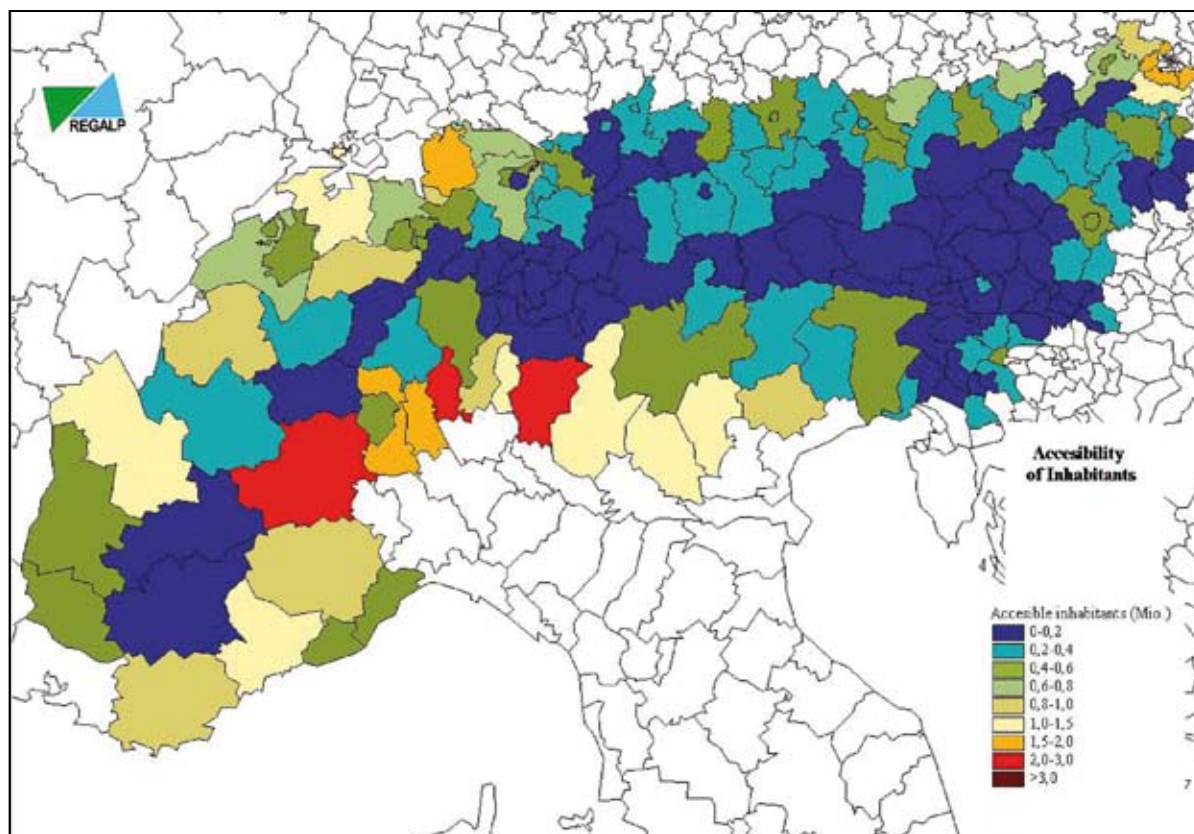 REGALP
Accesibility
of Inhabitants
4
Accesible inhabitants (Mio.)
0-0,2
0,2-0,4
0,4-0,6
0,6-0,8
0,8-1,0
1,0-1,5
1,5-2,0
2,0-3,0
>3,0
7